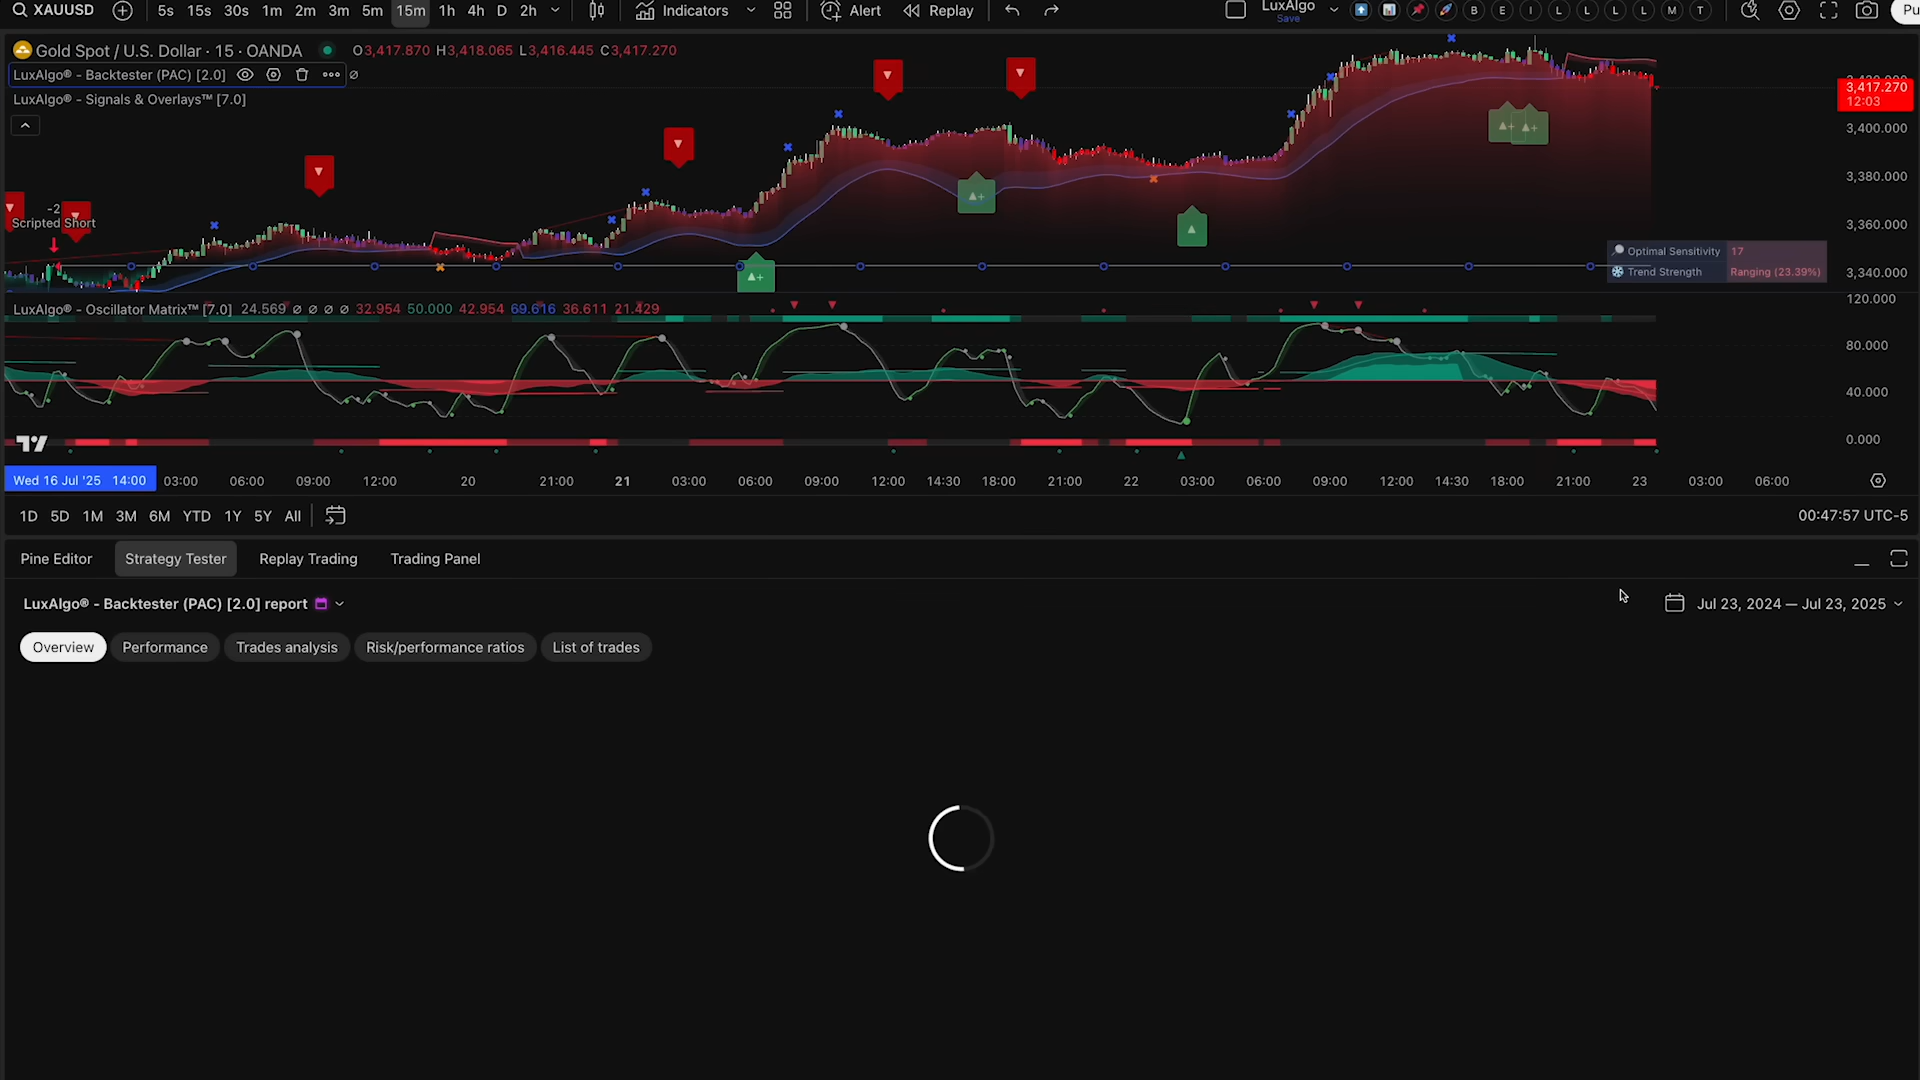 XAUUSD 5s 15s 30s 1m 2m 3m 5m 15m 1h 4h D 2h Indicators Alert Replay LuxAlgo Save B E I L L L L M T Pu
Gold Spot / U.S. Dollar · 15 · OANDA O3,417.870 H3,418.065 L3,416.445 C3,417.270
LuxAlgo® - Backtester (PAC) [2.0]
LuxAlgo® - Signals & Overlays™ [7.0]
3,417.270
12:03
3,400.000
3,380.000
3,360.000
3,340.000
-2
Scripted Short
▲+
▲+
▲+
▲+
Optimal Sensitivity 17
Trend Strength Ranging (23.39%)
LuxAlgo® - Oscillator Matrix™ [7.0] 24.569 ∅ ∅ ∅ ∅ 32.954 50.000 42.954 69.616 36.611 21.429
120.000
80.000
40.000
0.000
Wed 16 Jul '25 14:00 03:00 06:00 09:00 12:00 20 21:00 21 03:00 06:00 09:00 12:00 14:30 18:00 21:00 22 03:00 06:00 09:00 12:00 14:30 18:00 21:00 23 03:00 06:00
1D 5D 1M 3M 6M YTD 1Y 5Y All 00:47:57 UTC-5
Pine Editor Strategy Tester Replay Trading Trading Panel
LuxAlgo® - Backtester (PAC) [2.0] report Jul 23, 2024 — Jul 23, 2025
Overview Performance Trades analysis Risk/performance ratios List of trades